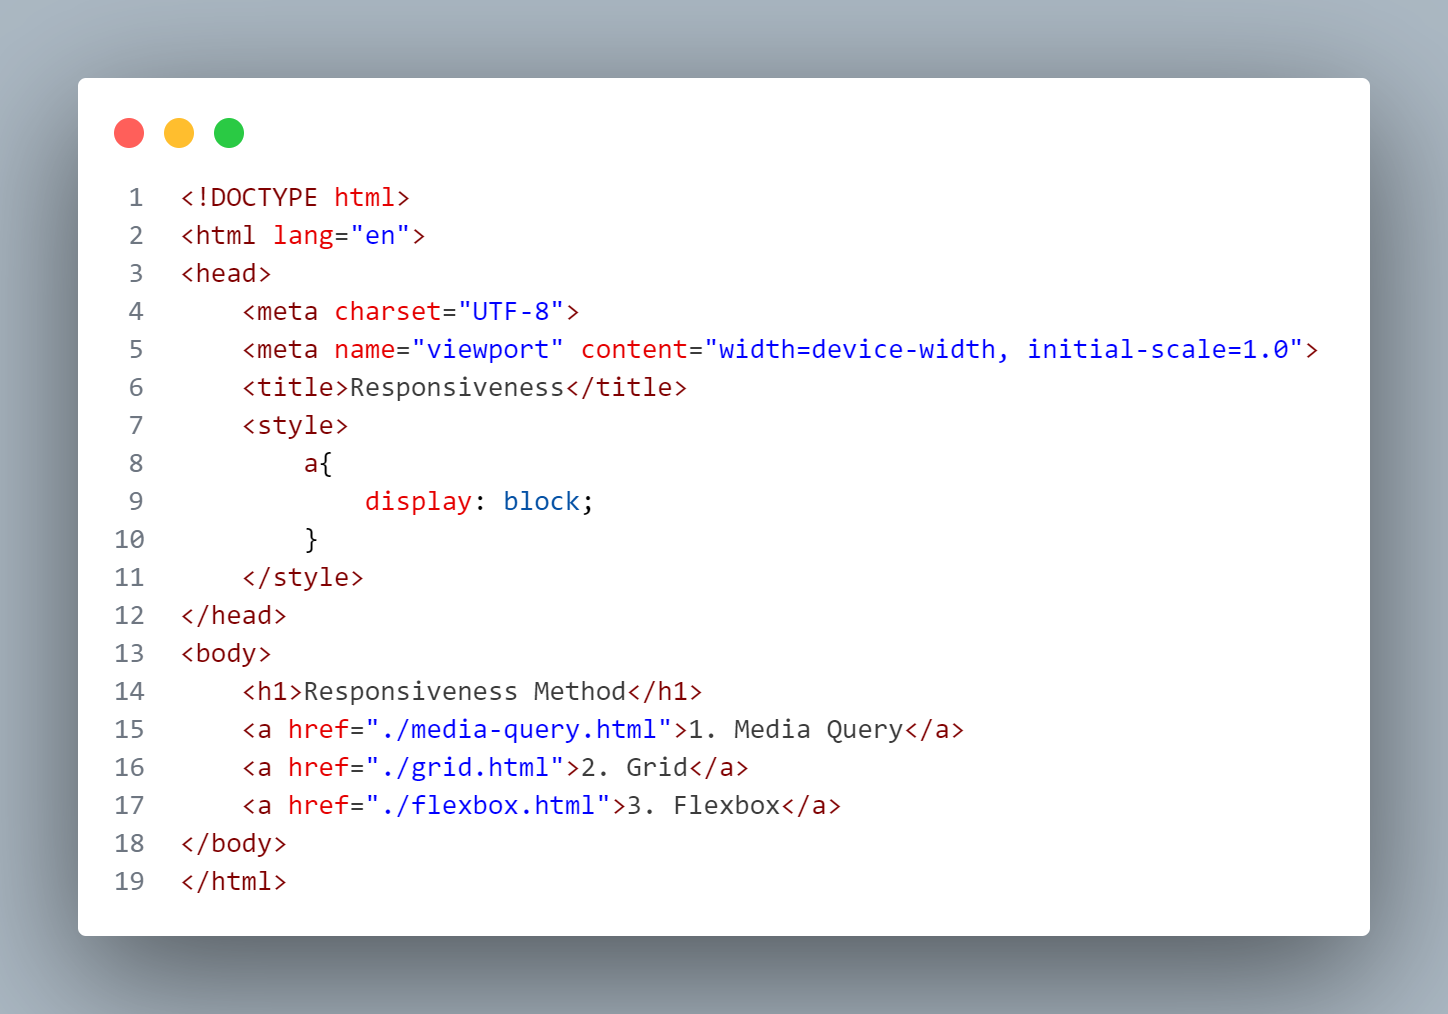 1 <!DOCTYPE html>
2 <html lang="en">
3 <head>
4     <meta charset="UTF-8">
5     <meta name="viewport" content="width=device-width, initial-scale=1.0">
6     <title>Responsiveness</title>
7     <style>
8         a{
9             display: block;
10         }
11     </style>
12 </head>
13 <body>
14     <h1>Responsiveness Method</h1>
15     <a href="./media-query.html">1. Media Query</a>
16     <a href="./grid.html">2. Grid</a>
17     <a href="./flexbox.html">3. Flexbox</a>
18 </body>
19 </html>